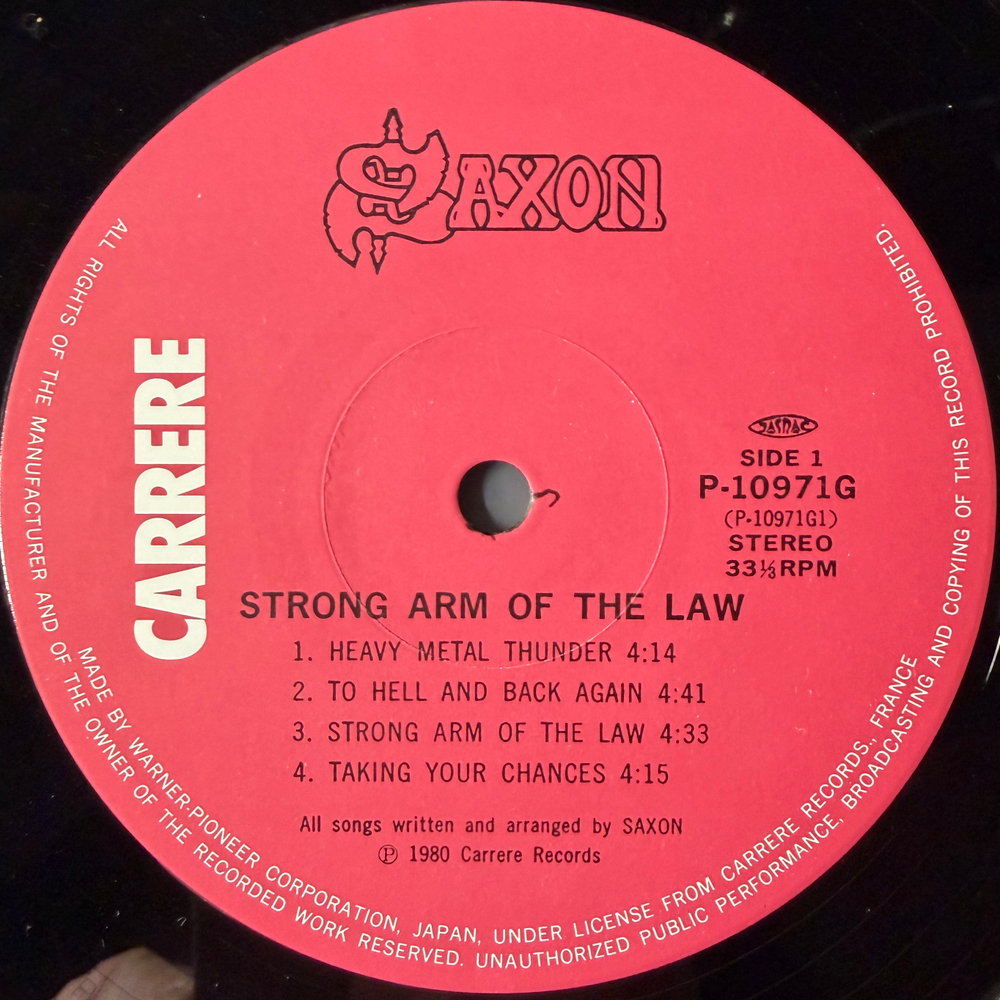 SAXON
CARRERE
JASRAC
SIDE 1
P-10971G
(P-10971G1)
STEREO
33⅓RPM
STRONG ARM OF THE LAW
1. HEAVY METAL THUNDER 4:14
2. TO HELL AND BACK AGAIN 4:41
3. STRONG ARM OF THE LAW 4:33
4. TAKING YOUR CHANCES 4:15
All songs written and arranged by SAXON
Ⓟ 1980 Carrere Records
MADE BY WARNER-PIONEER CORPORATION, JAPAN, UNDER LICENSE FROM CARRERE RECORDS., FRANCE
ALL RIGHTS OF THE MANUFACTURER AND OF THE OWNER OF THE RECORDED WORK RESERVED. UNAUTHORIZED PUBLIC PERFORMANCE, BROADCASTING AND COPYING OF THIS RECORD PROHIBITED.